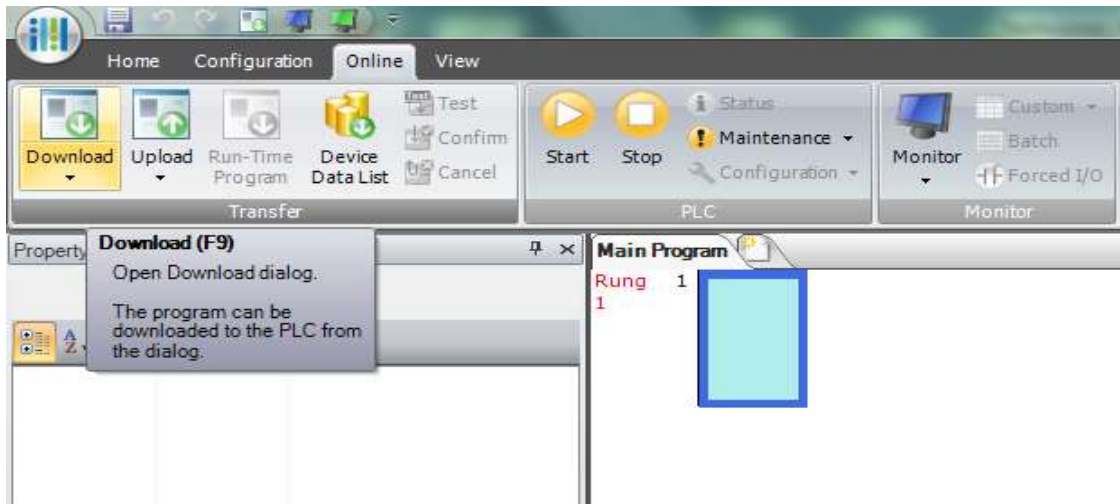 Home Configuration Online View
Download Upload Run-Time Program Device Data List Test Confirm Cancel
Start Stop Status Maintenance Configuration
Monitor Custom Batch Forced I/O
Transfer PLC Monitor
Property
Download (F9)
Open Download dialog.
The program can be
downloaded to the PLC from
the dialog.
Main Program
Rung 1
1